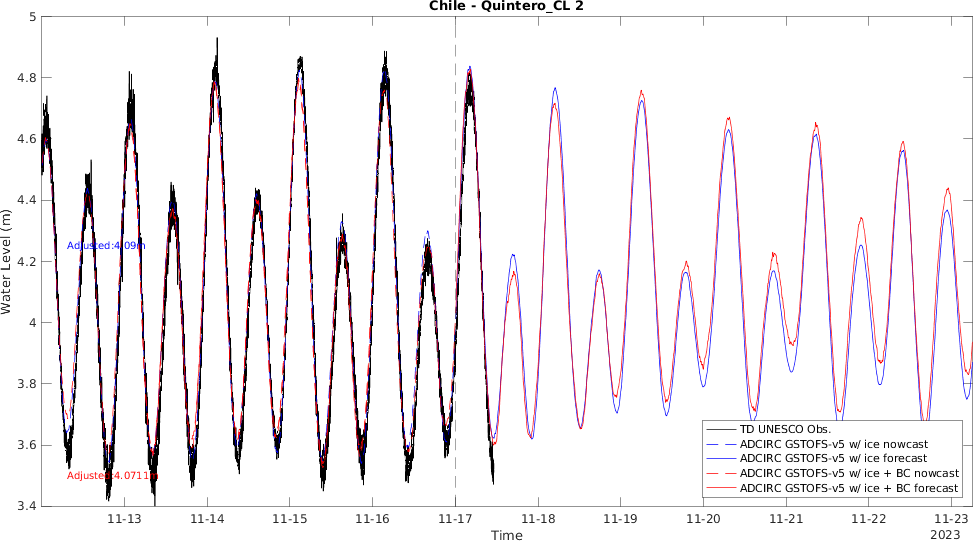 Chile - Quintero_CL 2
Water Level (m)
5
4.8
4.6
4.4
4.2
4
3.8
3.6
3.4
Adjusted:4.09m
Adjusted:4.0711m
TD UNESCO Obs.
ADCIRC GSTOFS-v5 w/ ice nowcast
ADCIRC GSTOFS-v5 w/ ice forecast
ADCIRC GSTOFS-v5 w/ ice + BC nowcast
ADCIRC GSTOFS-v5 w/ ice + BC forecast
11-13 11-14 11-15 11-16 11-17 11-18 11-19 11-20 11-21 11-22 11-23
Time
2023